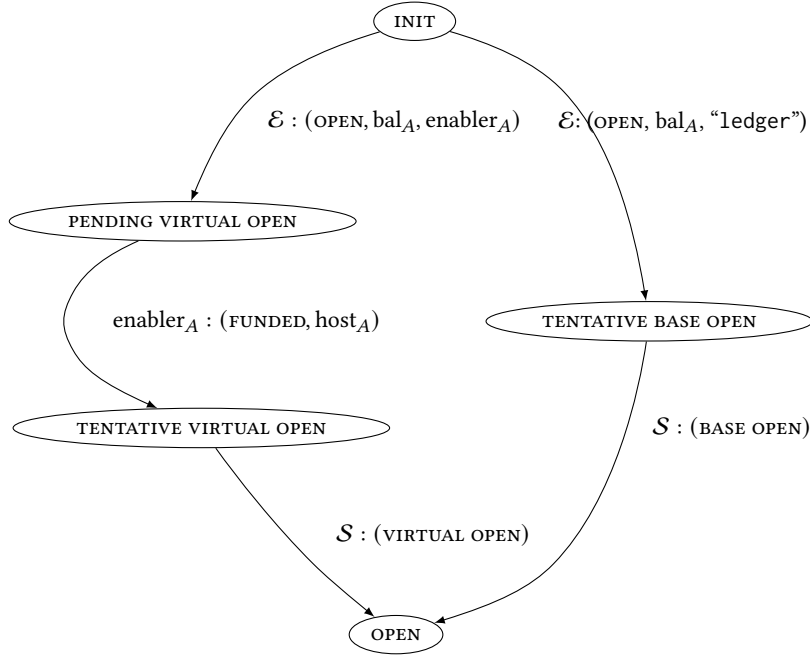 INIT
ℰ : (OPEN, bal_A, enabler_A)
ℰ: (OPEN, bal_A, “ledger”)
PENDING VIRTUAL OPEN
enabler_A : (FUNDED, host_A)
TENTATIVE BASE OPEN
TENTATIVE VIRTUAL OPEN
𝒮 : (BASE OPEN)
𝒮 : (VIRTUAL OPEN)
OPEN